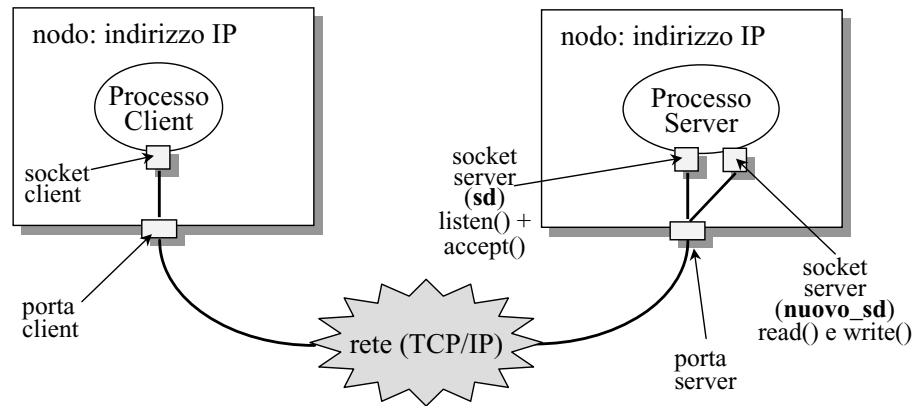 nodo: indirizzo IP
Processo
Client
socket
client
porta
client
rete (TCP/IP)
nodo: indirizzo IP
Processo
Server
socket
server
(sd)
listen() +
accept()
porta
server
socket
server
(nuovo_sd)
read() e write()